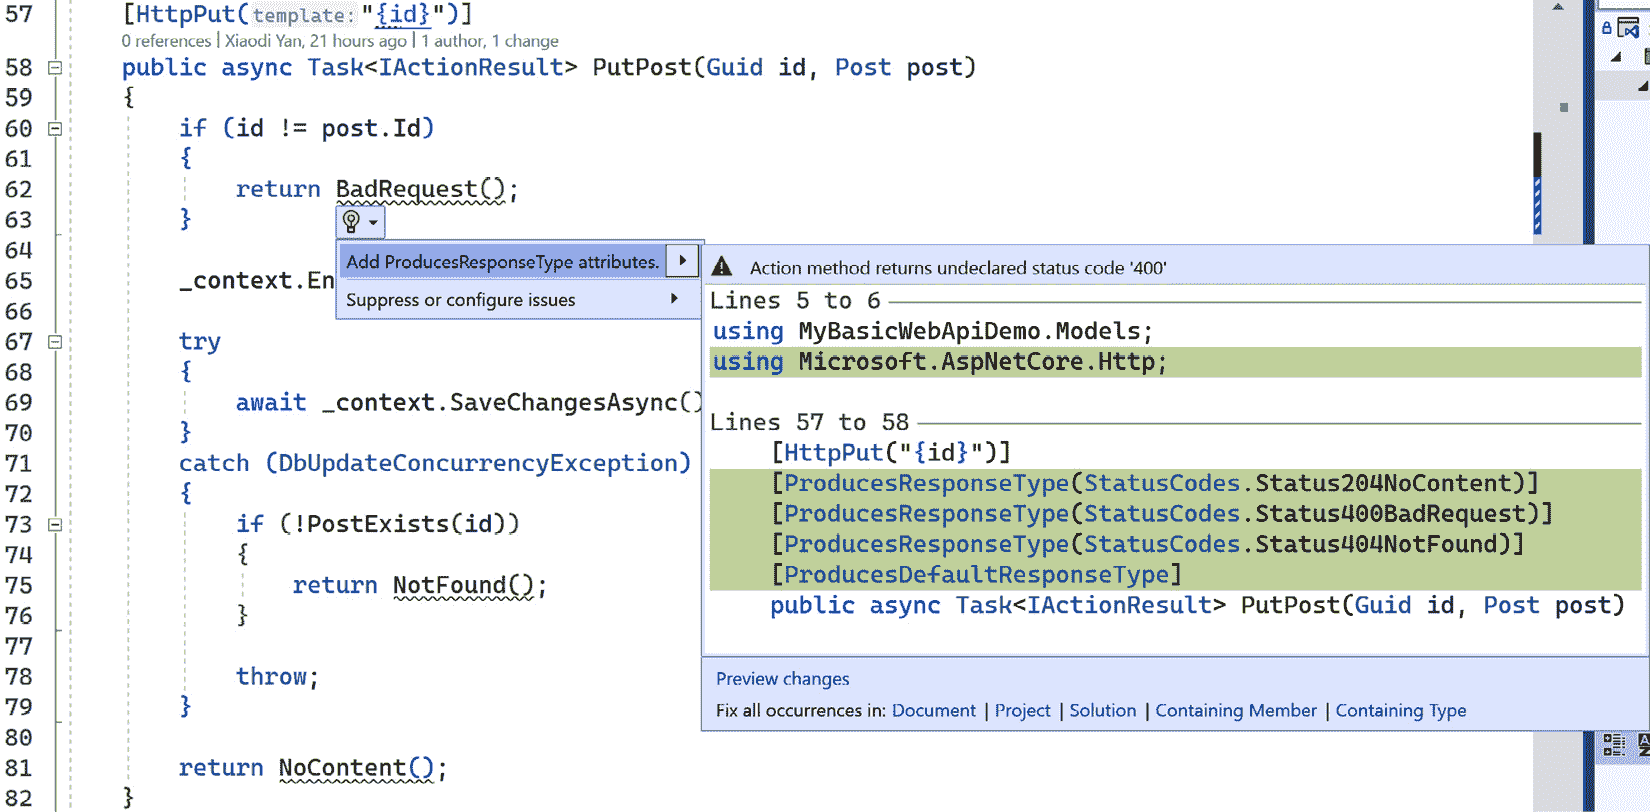 57 [HttpPut(template:"{id}")]
0 references | Xiaodi Yan, 21 hours ago | 1 author, 1 change
58 public async Task<IActionResult> PutPost(Guid id, Post post)
59 {
60 if (id != post.Id)
61 {
62 return BadRequest();
63 }
64
65 _context.En
66
67 try
68 {
69 await _context.SaveChangesAsync()
70 }
71 catch (DbUpdateConcurrencyException)
72 {
73 if (!PostExists(id))
74 {
75 return NotFound();
76 }
77
78 throw;
79 }
80
81 return NoContent();
82 }
Add ProducesResponseType attributes.
Suppress or configure issues
Action method returns undeclared status code '400'
Lines 5 to 6
using MyBasicWebApiDemo.Models;
using Microsoft.AspNetCore.Http;
Lines 57 to 58
[HttpPut("{id}")]
[ProducesResponseType(StatusCodes.Status204NoContent)]
[ProducesResponseType(StatusCodes.Status400BadRequest)]
[ProducesResponseType(StatusCodes.Status404NotFound)]
[ProducesDefaultResponseType]
public async Task<IActionResult> PutPost(Guid id, Post post)
Preview changes
Fix all occurrences in: Document | Project | Solution | Containing Member | Containing Type